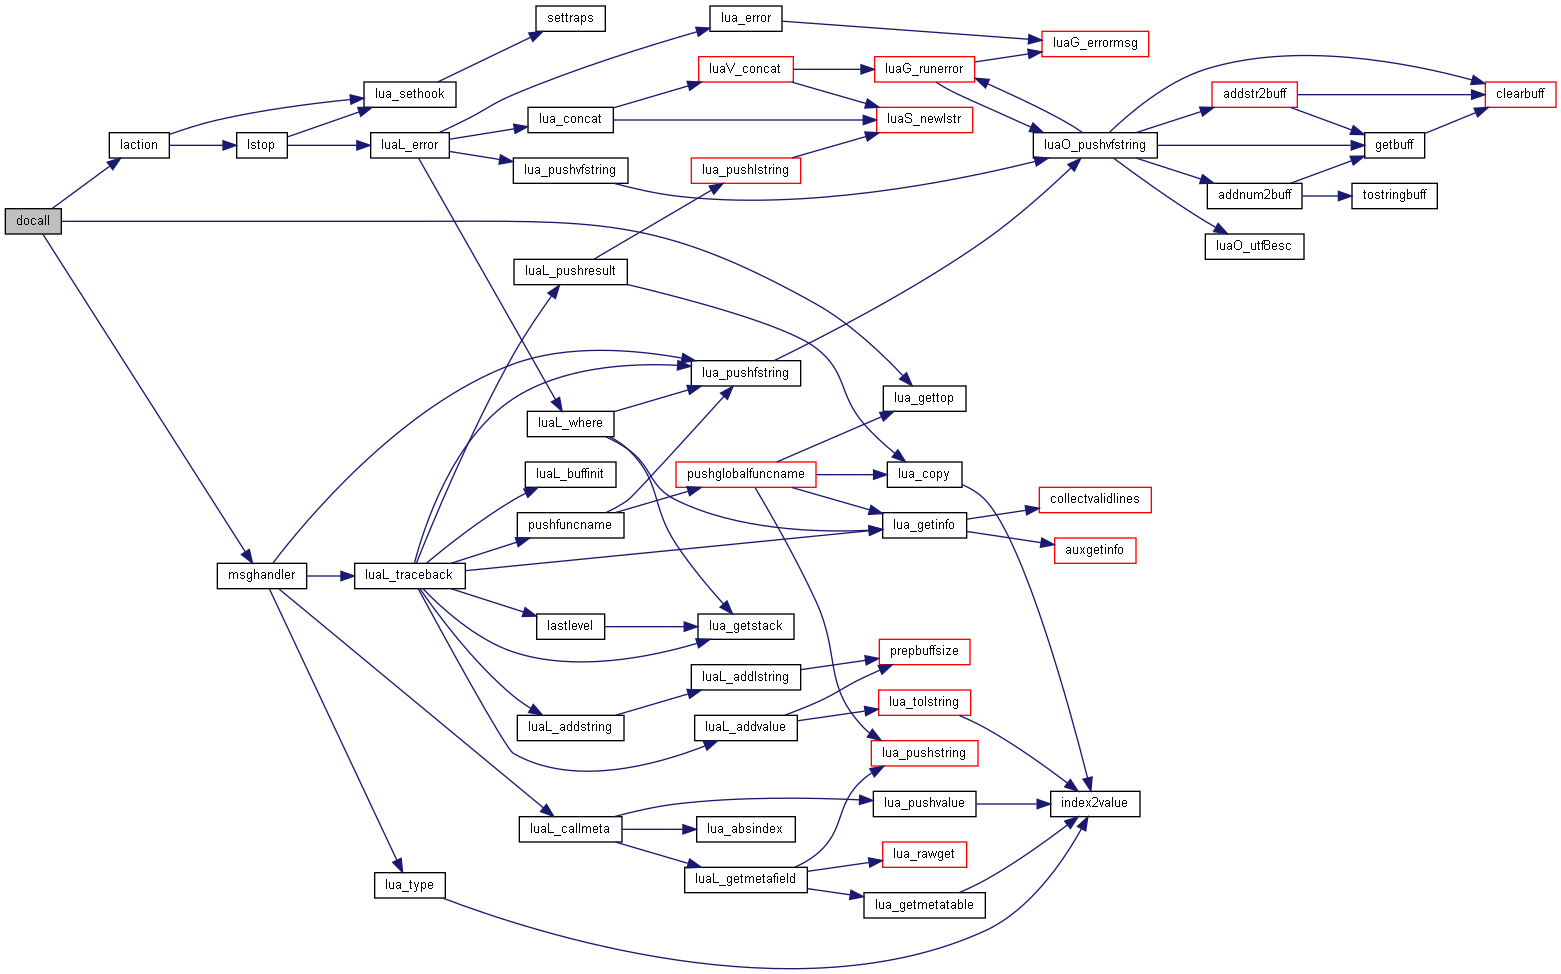 settraps
lua_error
luaG_errormsg
luaV_concat
luaG_runerror
lua_sethook
addstr2buff
clearbuff
lua_concat
luaS_newlstr
laction
lstop
luaL_error
luaO_pushvfstring
getbuff
lua_pushvfstring
lua_pushlstring
addnum2buff
tostringbuff
docall
luaO_utf8esc
luaL_pushresult
lua_pushfstring
lua_gettop
luaL_where
luaL_buffinit
pushglobalfuncname
lua_copy
collectvalidlines
pushfuncname
lua_getinfo
auxgetinfo
msghandler
luaL_traceback
lastlevel
lua_getstack
prepbuffsize
luaL_addlstring
lua_tolstring
luaL_addstring
luaL_addvalue
lua_pushstring
lua_pushvalue
index2value
luaL_callmeta
lua_absindex
lua_rawget
luaL_getmetafield
lua_type
lua_getmetatable